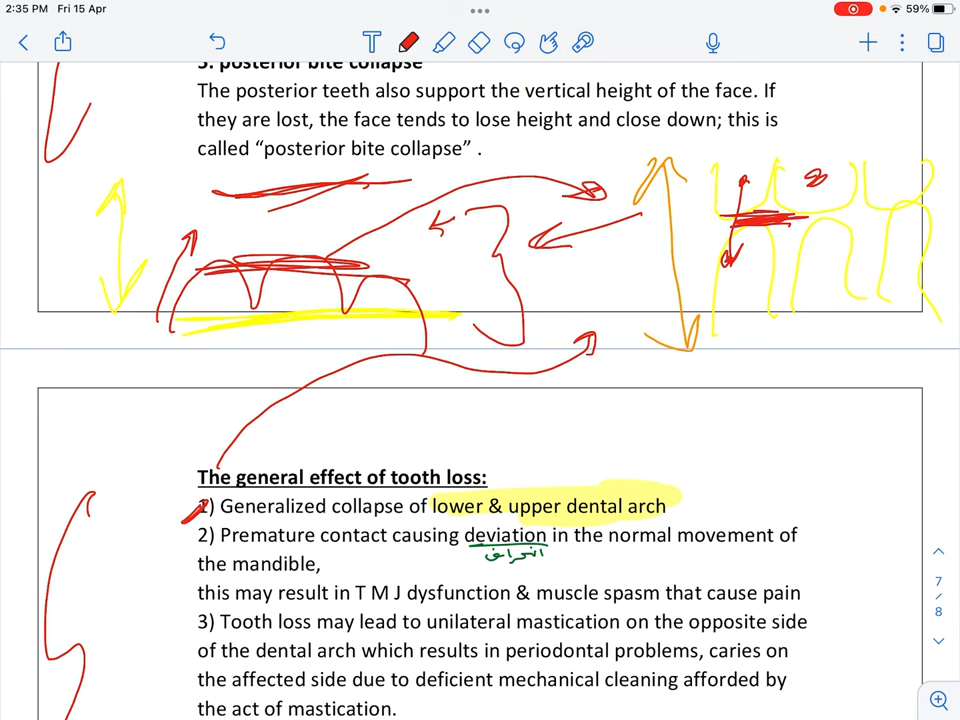 2:35 PM Fri 15 Apr
59%
T
5. posterior bite collapse
The posterior teeth also support the vertical height of the face. If
they are lost, the face tends to lose height and close down; this is
called “posterior bite collapse” .
The general effect of tooth loss:
1) Generalized collapse of lower & upper dental arch
2) Premature contact causing deviation in the normal movement of
انحراف
the mandible,
this may result in T M J dysfunction & muscle spasm that cause pain
3) Tooth loss may lead to unilateral mastication on the opposite side
of the dental arch which results in periodontal problems, caries on
the affected side due to deficient mechanical cleaning afforded by
the act of mastication.
7
/
8